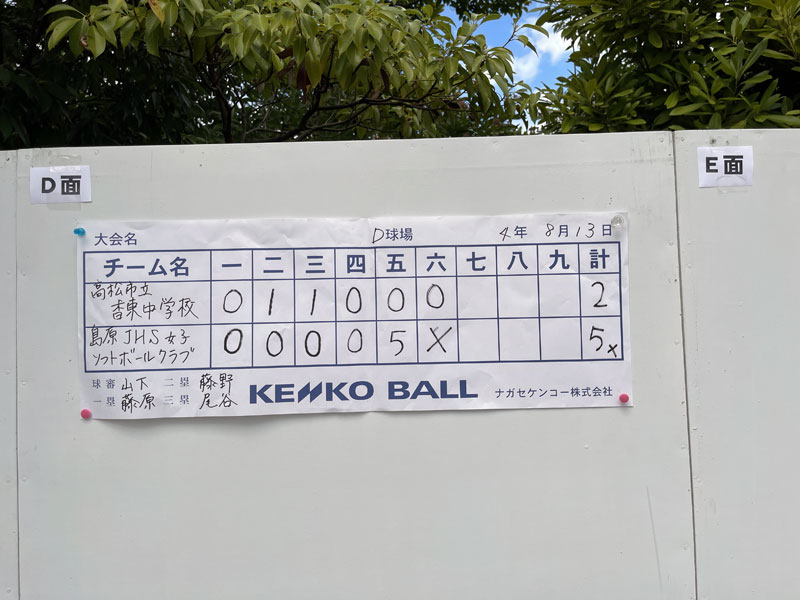 D面
E面
大会名 D球場 4年 8月13日
チーム名 一 二 三 四 五 六 七 八 九 計
高松市立
香東中学校 0 1 1 0 0 0 2
島原JHS女子
ソフトボールクラブ 0 0 0 0 5 X 5x
球審 山下 二塁 藤野
一塁 藤原 三塁 尾谷
KENKO BALL ナガセケンコー株式会社